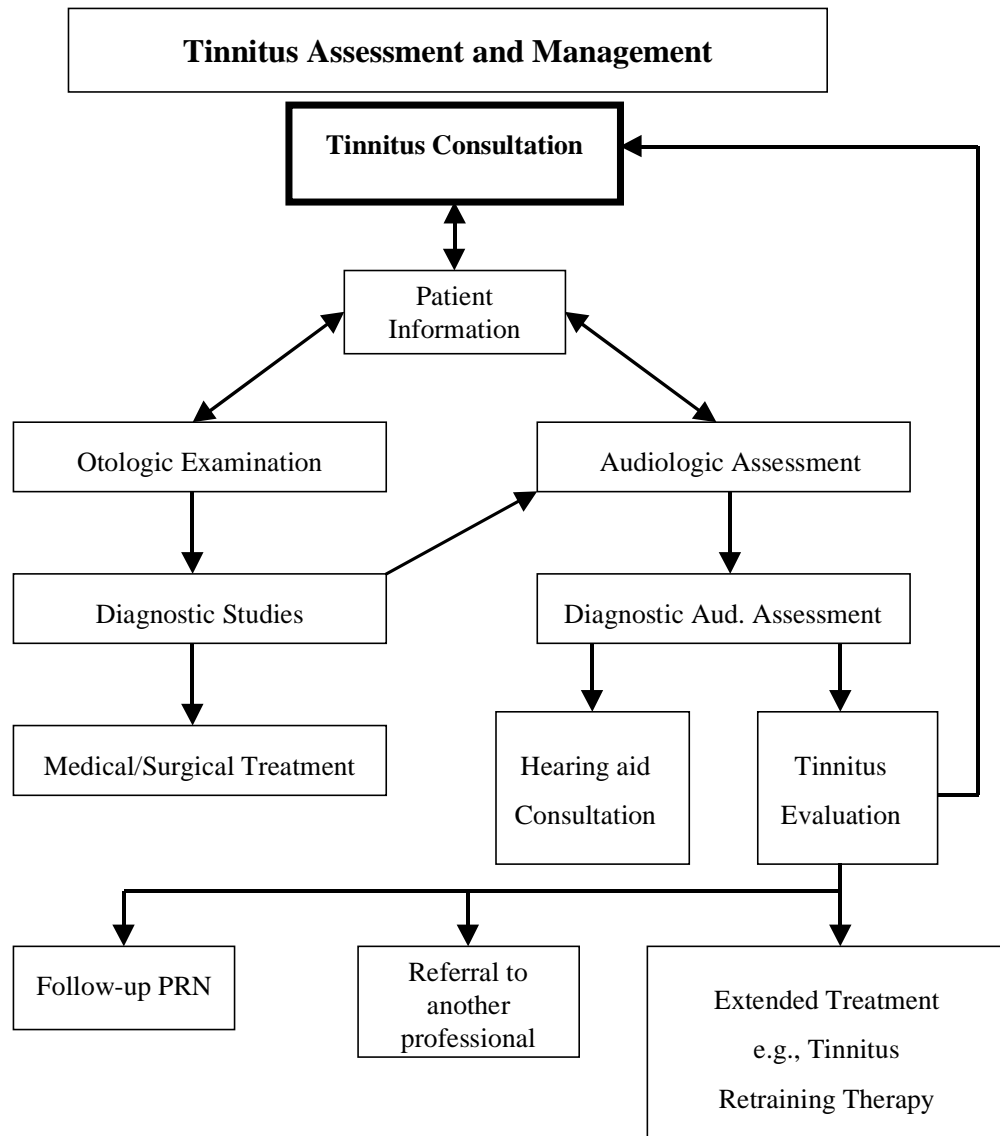 Tinnitus Assessment and Management
Tinnitus Consultation
Patient
Information
Otologic Examination
Audiologic Assessment
Diagnostic Studies
Diagnostic Aud. Assessment
Medical/Surgical Treatment
Hearing aid
Consultation
Tinnitus
Evaluation
Follow-up PRN
Referral to
another
professional
Extended Treatment
e.g., Tinnitus
Retraining Therapy